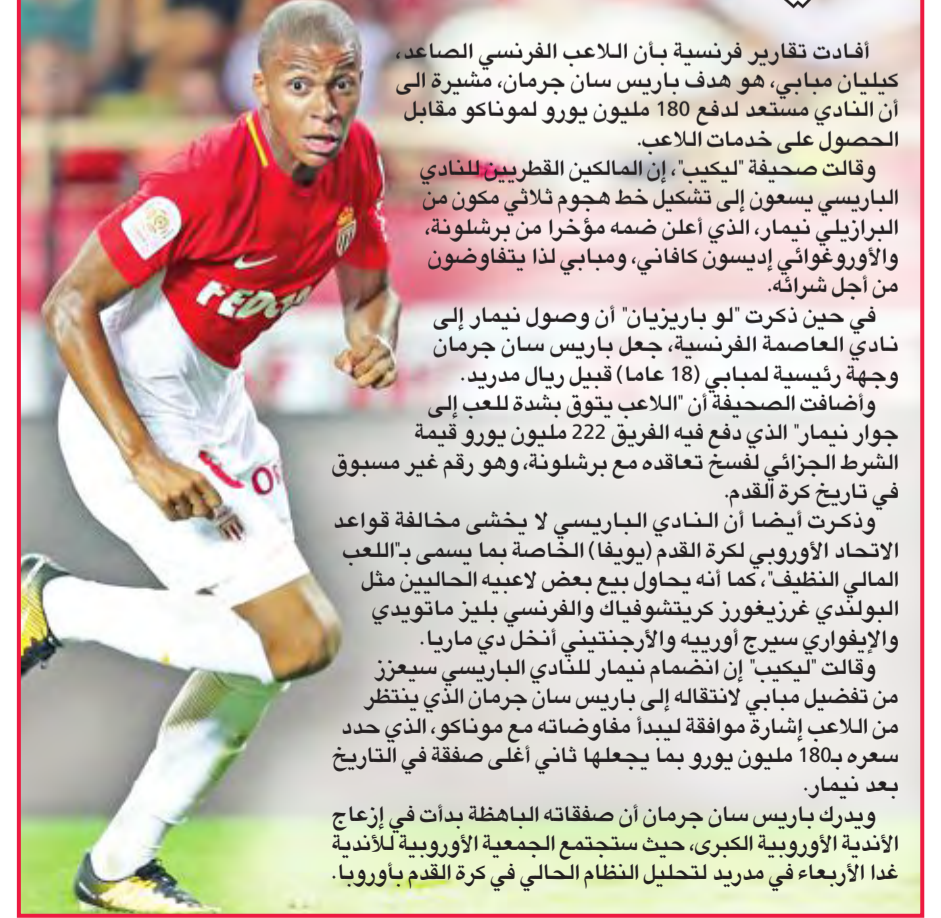 أفادت تقارير فرنسية بأن اللاعب الفرنسي الصاعد،
كيليان مبابي، هو هدف باريس سان جرمان، مشيرة الى
أن النادي مستعد لدفع 180 مليون يورو لموناكو مقابل
الحصول على خدمات اللاعب.
وقالت صحيفة "ليكيب"، إن المالكين القطريين للنادي
الباريسي يسعون إلى تشكيل خط هجوم ثلاثي مكون من
البرازيلي نيمار، الذي أعلن ضمه مؤخرا من برشلونة،
والأوروغوائي إديسون كافاني، ومبابي لذا يتفاوضون
من أجل شرائه.
في حين ذكرت "لو باريزيان" أن وصول نيمار إلى
نادي العاصمة الفرنسية، جعل باريس سان جرمان
وجهة رئيسية لمبابي (18 عاما) قبيل ريال مدريد.
وأضافت الصحيفة أن "اللاعب يتوق بشدة للعب إلى
جوار نيمار" الذي دفع فيه الفريق 222 مليون يورو قيمة
الشرط الجزائي لفسخ تعاقده مع برشلونة، وهو رقم غير مسبوق
في تاريخ كرة القدم.
وذكرت أيضا أن النادي الباريسي لا يخشى مخالفة قواعد
الاتحاد الأوروبي لكرة القدم (يويفا) الخاصة بما يسمى بـ"اللعب
المالي النظيف"، كما أنه يحاول بيع بعض لاعبيه الحاليين مثل
البولندي غرزيغورز كريتشوفياك والفرنسي بليز ماتويدي
والإيفواري سيرج أورييه والأرجنتيني أنخل دي ماريا.
وقالت "ليكيب" إن انضمام نيمار للنادي الباريسي سيعزز
من تفضيل مبابي لانتقاله إلى باريس سان جرمان الذي ينتظر
من اللاعب إشارة موافقة ليبدأ مفاوضاته مع موناكو، الذي حدد
سعره بـ180 مليون يورو بما يجعلها ثاني أغلى صفقة في التاريخ
بعد نيمار.
ويدرك باريس سان جرمان أن صفقاته الباهظة بدأت في إزعاج
الأندية الأوروبية الكبرى، حيث ستجتمع الجمعية الأوروبية للأندية
غدا الأربعاء في مدريد لتحليل النظام الحالي في كرة القدم بأوروبا.